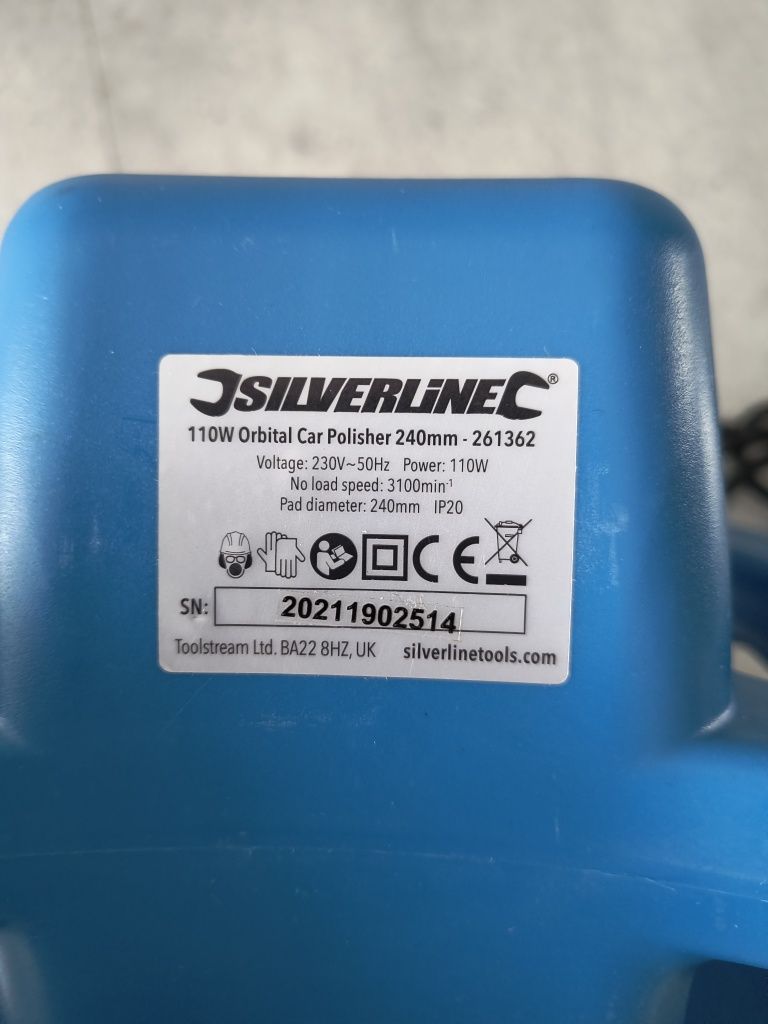 SILVERLINE®
110W Orbital Car Polisher 240mm - 261362
Voltage: 230V~50Hz Power: 110W
No load speed: 3100min⁻¹
Pad diameter: 240mm IP20
CE
SN: 20211902514
Toolstream Ltd. BA22 8HZ, UK silverlinetools.com